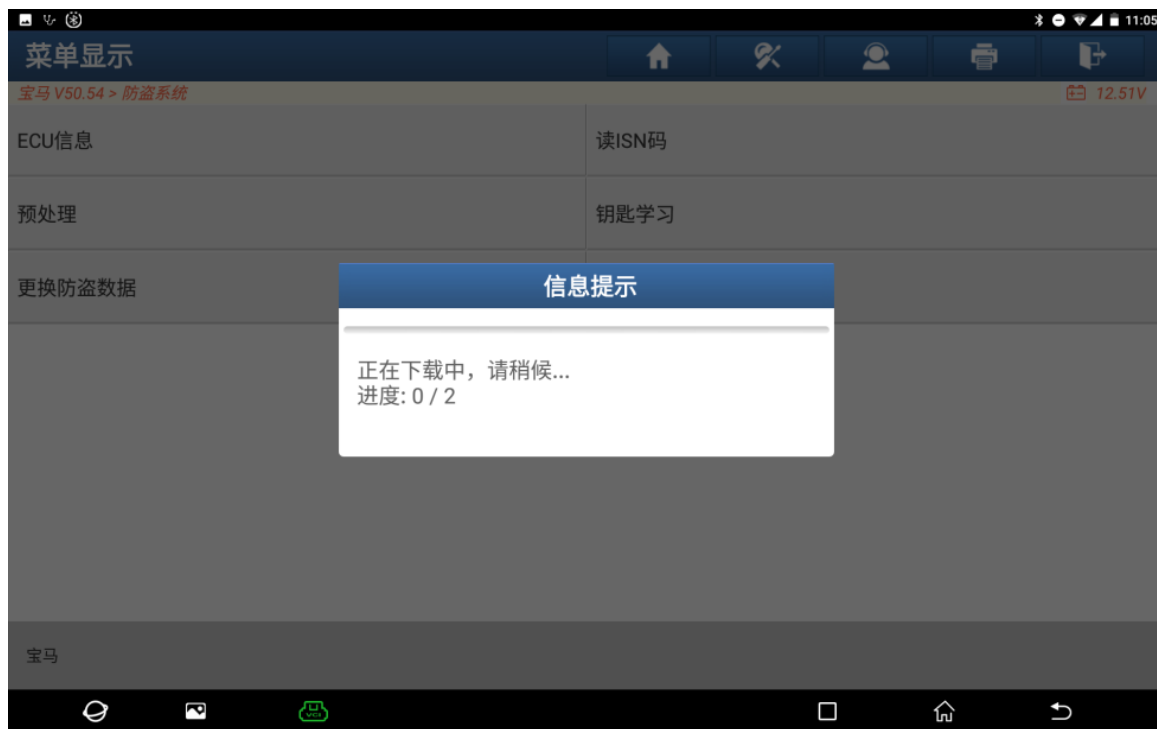 11:05
菜单显示
宝马 V50.54 > 防盗系统
12.51V
ECU信息
读ISN码
预处理
钥匙学习
更换防盗数据
信息提示
正在下载中，请稍候...
进度: 0 / 2
宝马
VCI